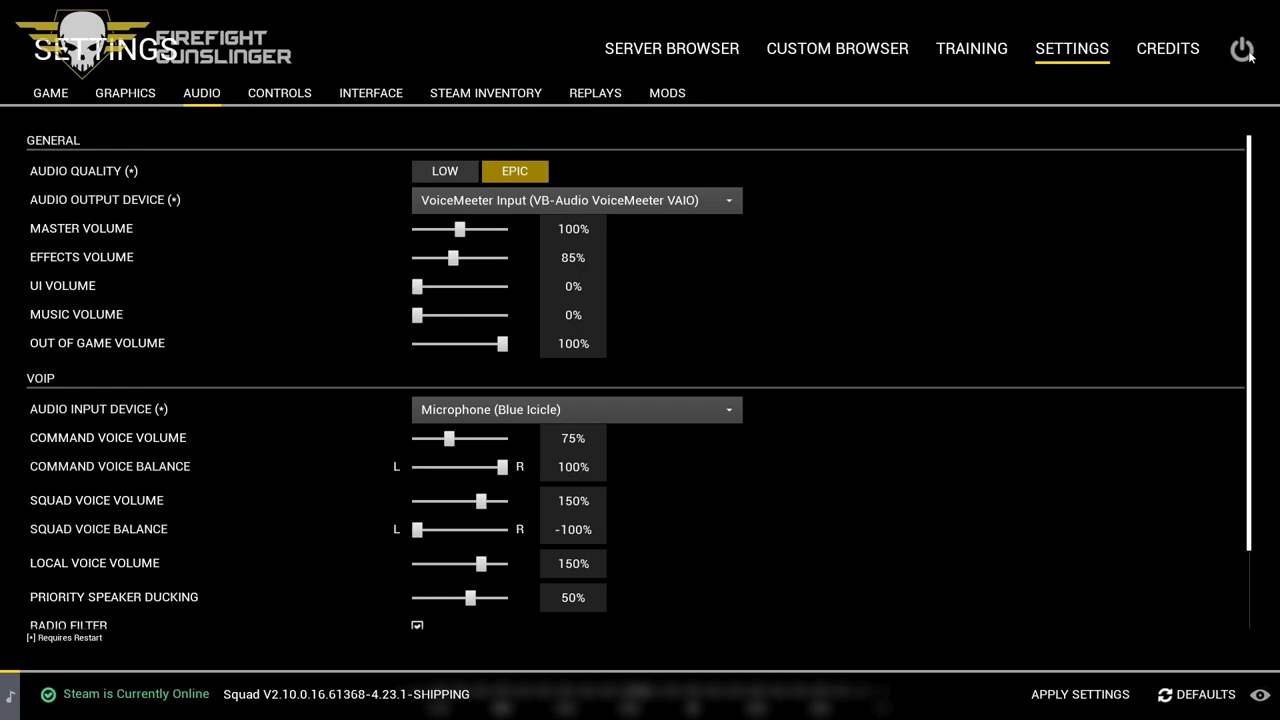 SETTINGS
FIREFIGHT
GUNSLINGER
SERVER BROWSER CUSTOM BROWSER TRAINING SETTINGS CREDITS
GAME GRAPHICS AUDIO CONTROLS INTERFACE STEAM INVENTORY REPLAYS MODS
GENERAL
AUDIO QUALITY (*) LOW EPIC
AUDIO OUTPUT DEVICE (*) VoiceMeeter Input (VB-Audio VoiceMeeter VAIO)
MASTER VOLUME 100%
EFFECTS VOLUME 85%
UI VOLUME 0%
MUSIC VOLUME 0%
OUT OF GAME VOLUME 100%
VOIP
AUDIO INPUT DEVICE (*) Microphone (Blue Icicle)
COMMAND VOICE VOLUME 75%
COMMAND VOICE BALANCE L R 100%
SQUAD VOICE VOLUME 150%
SQUAD VOICE BALANCE L R -100%
LOCAL VOICE VOLUME 150%
PRIORITY SPEAKER DUCKING 50%
RADIO FILTER
[*] Requires Restart
Steam is Currently Online Squad V2.10.0.16.61368-4.23.1-SHIPPING APPLY SETTINGS DEFAULTS